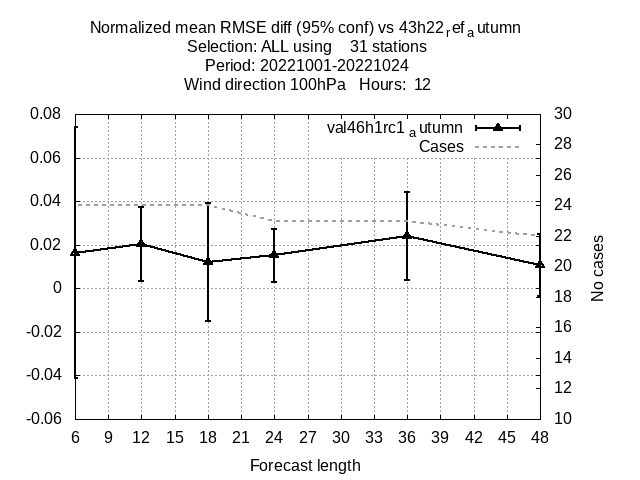 Normalized mean RMSE diff (95% conf) vs 43h22ref autumn
Selection: ALL using 31 stations
Period: 20221001-20221024
Wind direction 100hPa Hours: 12
val46h1rc1autumn
Cases
0.08
0.06
0.04
0.02
0
-0.02
-0.04
-0.06
30
28
26
24
22
20
18
16
14
12
10
No cases
6 9 12 15 18 21 24 27 30 33 36 39 42 45 48
Forecast length